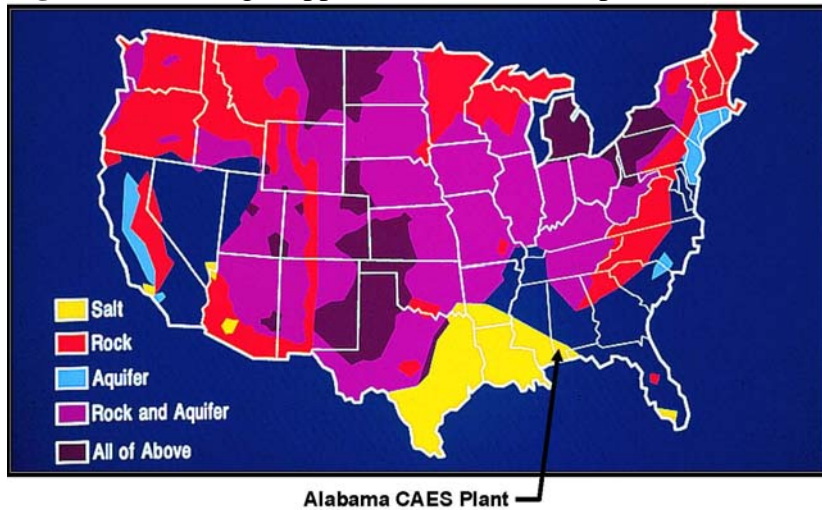 Salt
Rock
Aquifer
Rock and Aquifer
All of Above
Alabama CAES Plant